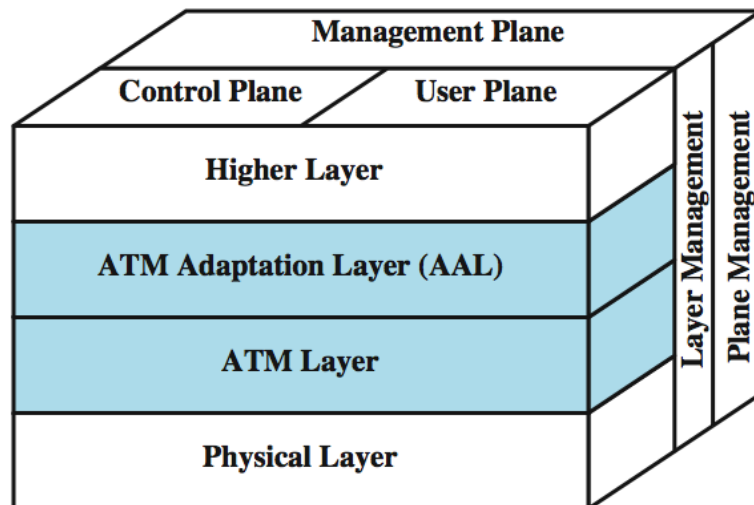 Management Plane
Control Plane
User Plane
Higher Layer
ATM Adaptation Layer (AAL)
ATM Layer
Physical Layer
Layer Management
Plane Management